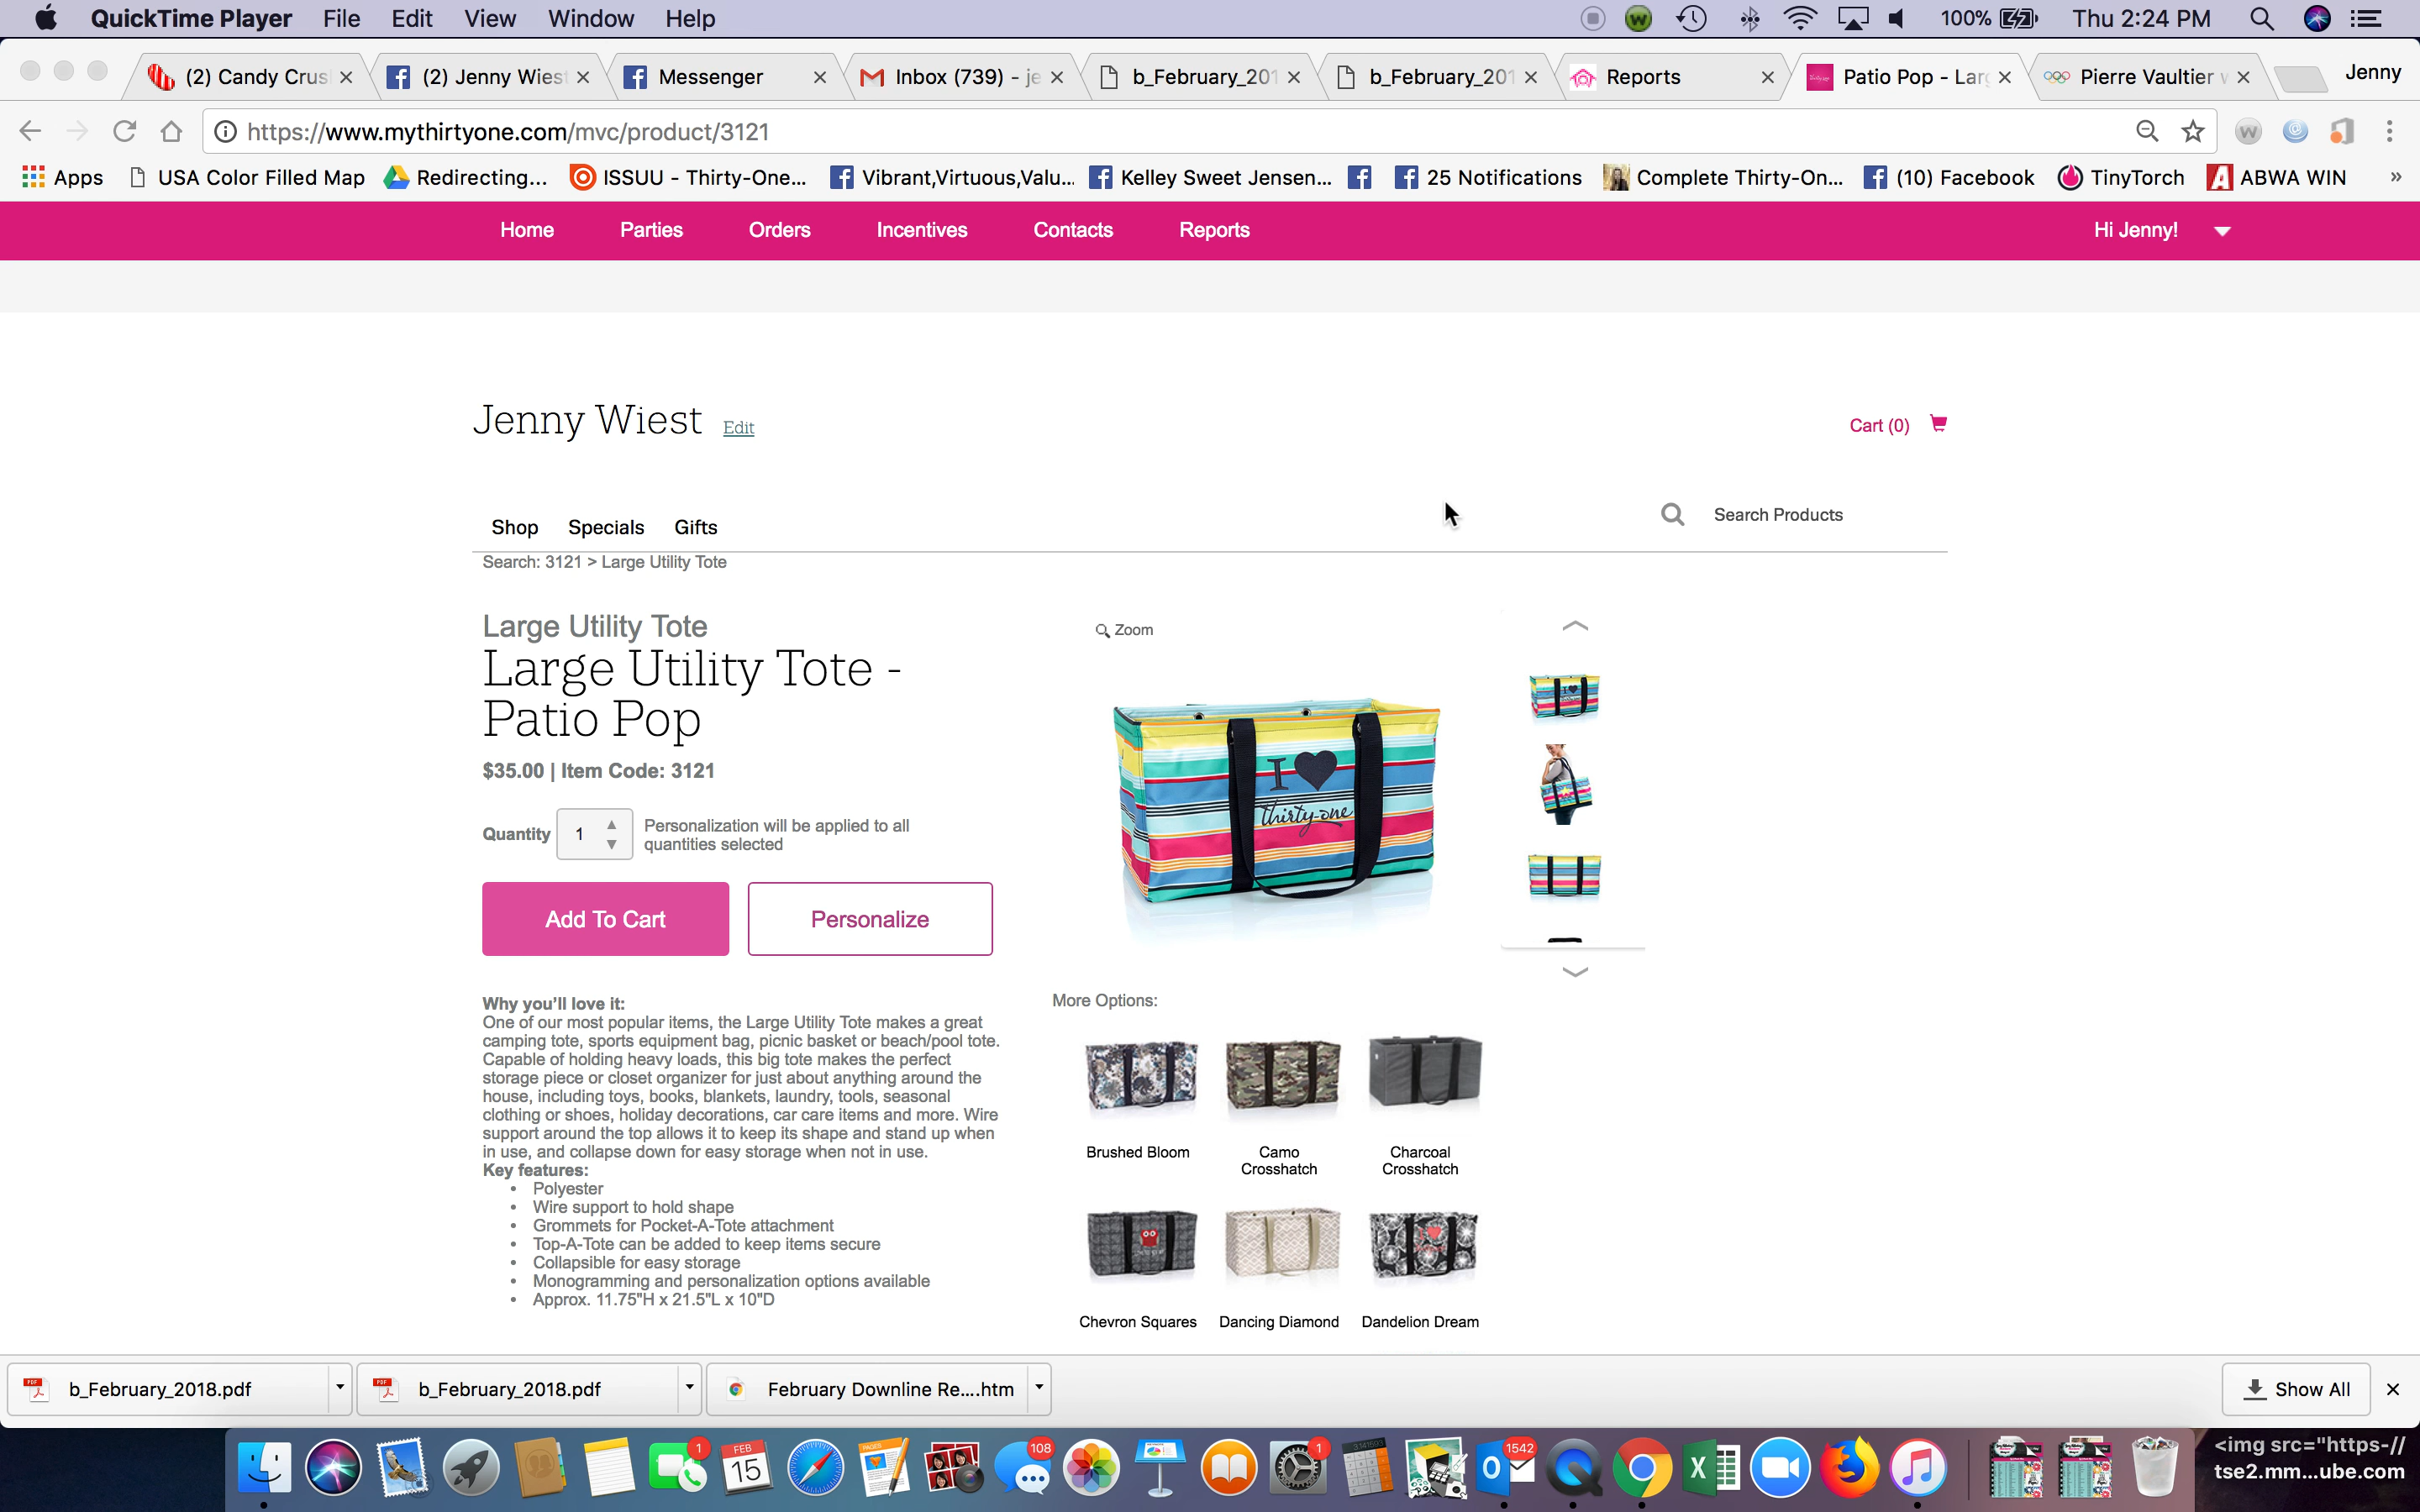 QuickTime Player File Edit View Window Help 100% Thu 2:24 PM
(2) Candy Crus (2) Jenny Wiest Messenger Inbox (739) - je b_February_201 b_February_201 Reports Patio Pop - Larg Pierre Vaultier w Jenny
https://www.mythirtyone.com/mvc/product/3121
Apps USA Color Filled Map Redirecting... ISSUU - Thirty-One... Vibrant,Virtuous,Valu... Kelley Sweet Jensen... 25 Notifications Complete Thirty-On... (10) Facebook TinyTorch ABWA WIN »
Home Parties Orders Incentives Contacts Reports Hi Jenny!
Jenny Wiest Edit Cart (0)
Shop Specials Gifts Search Products
Search: 3121 > Large Utility Tote
Large Utility Tote
Large Utility Tote -
Patio Pop
$35.00 | Item Code: 3121
Quantity 1 Personalization will be applied to all
quantities selected
Add To Cart Personalize
Zoom
I
thirty-one
Why you'll love it:
One of our most popular items, the Large Utility Tote makes a great
camping tote, sports equipment bag, picnic basket or beach/pool tote.
Capable of holding heavy loads, this big tote makes the perfect
storage piece or closet organizer for just about anything around the
house, including toys, books, blankets, laundry, tools, seasonal
clothing or shoes, holiday decorations, car care items and more. Wire
support around the top allows it to keep its shape and stand up when
in use, and collapse down for easy storage when not in use.
Key features:
• Polyester
• Wire support to hold shape
• Grommets for Pocket-A-Tote attachment
• Top-A-Tote can be added to keep items secure
• Collapsible for easy storage
• Monogramming and personalization options available
• Approx. 11.75"H x 21.5"L x 10"D
More Options:
Brushed Bloom Camo Charcoal
Crosshatch Crosshatch
Chevron Squares Dancing Diamond Dandelion Dream
b_February_2018.pdf b_February_2018.pdf February Downline Re....htm Show All
1 FEB 15 PAGES 108 1 1542
<img src="https-//
tse2.mm...ube.com